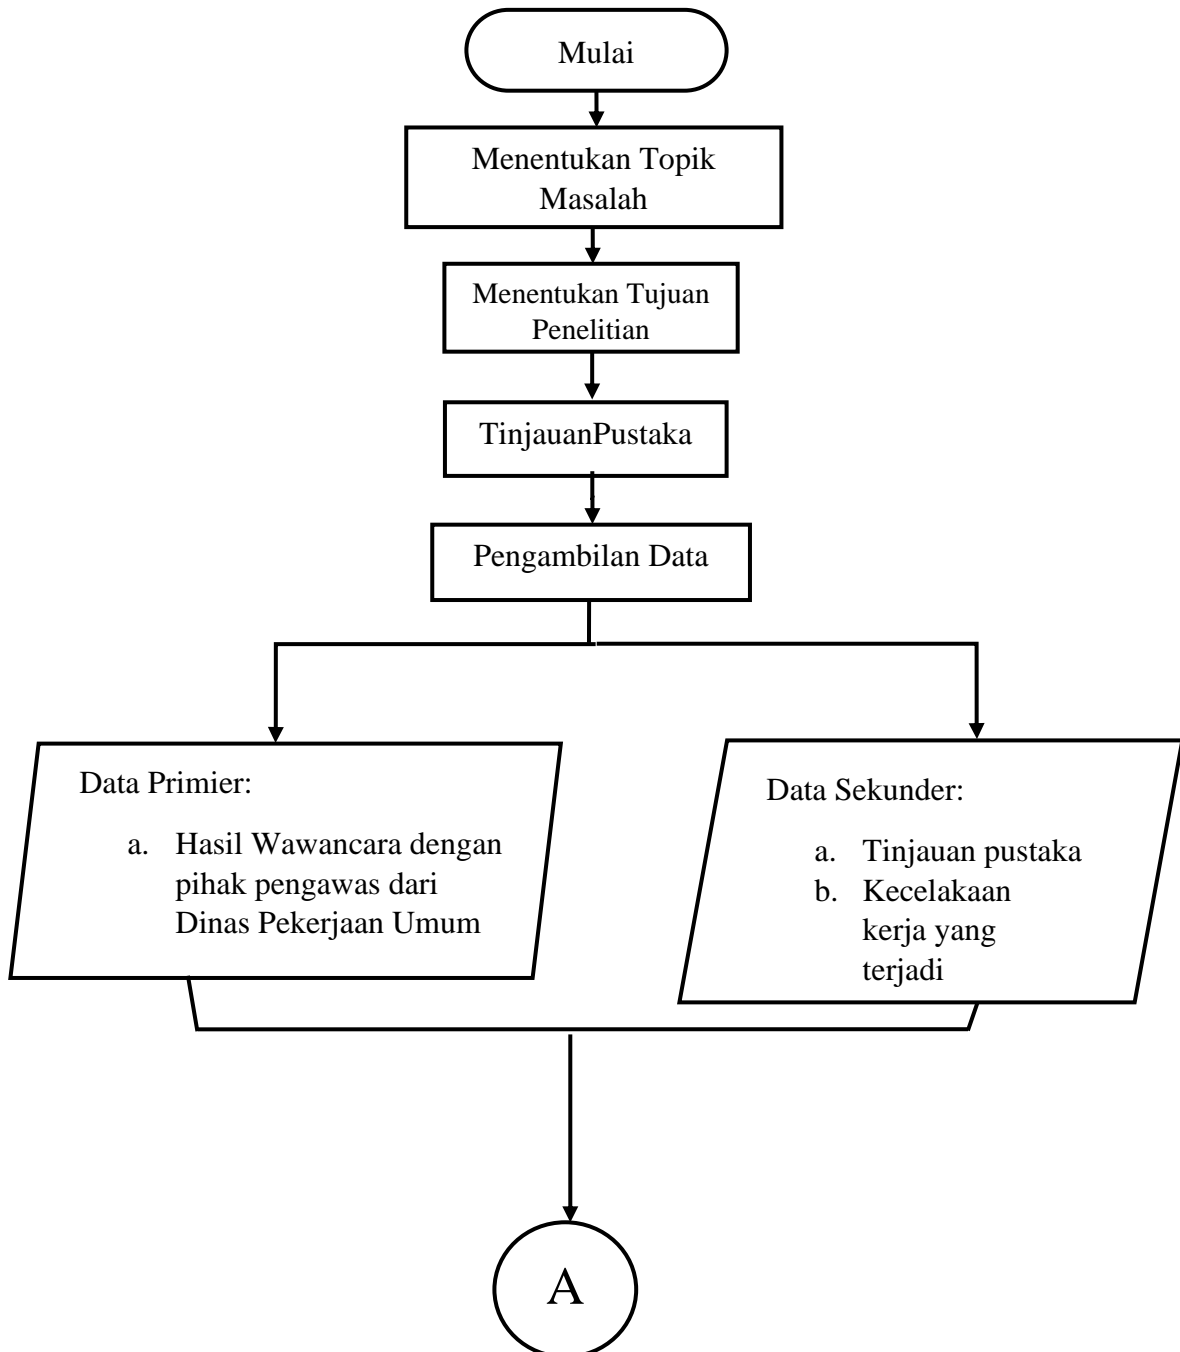 Mulai
Menentukan Topik
Masalah
Menentukan Tujuan
Penelitian
TinjauanPustaka
Pengambilan Data
Data Primier:
a. Hasil Wawancara dengan
pihak pengawas dari
Dinas Pekerjaan Umum
Data Sekunder:
a. Tinjauan pustaka
b. Kecelakaan
kerja yang
terjadi
A